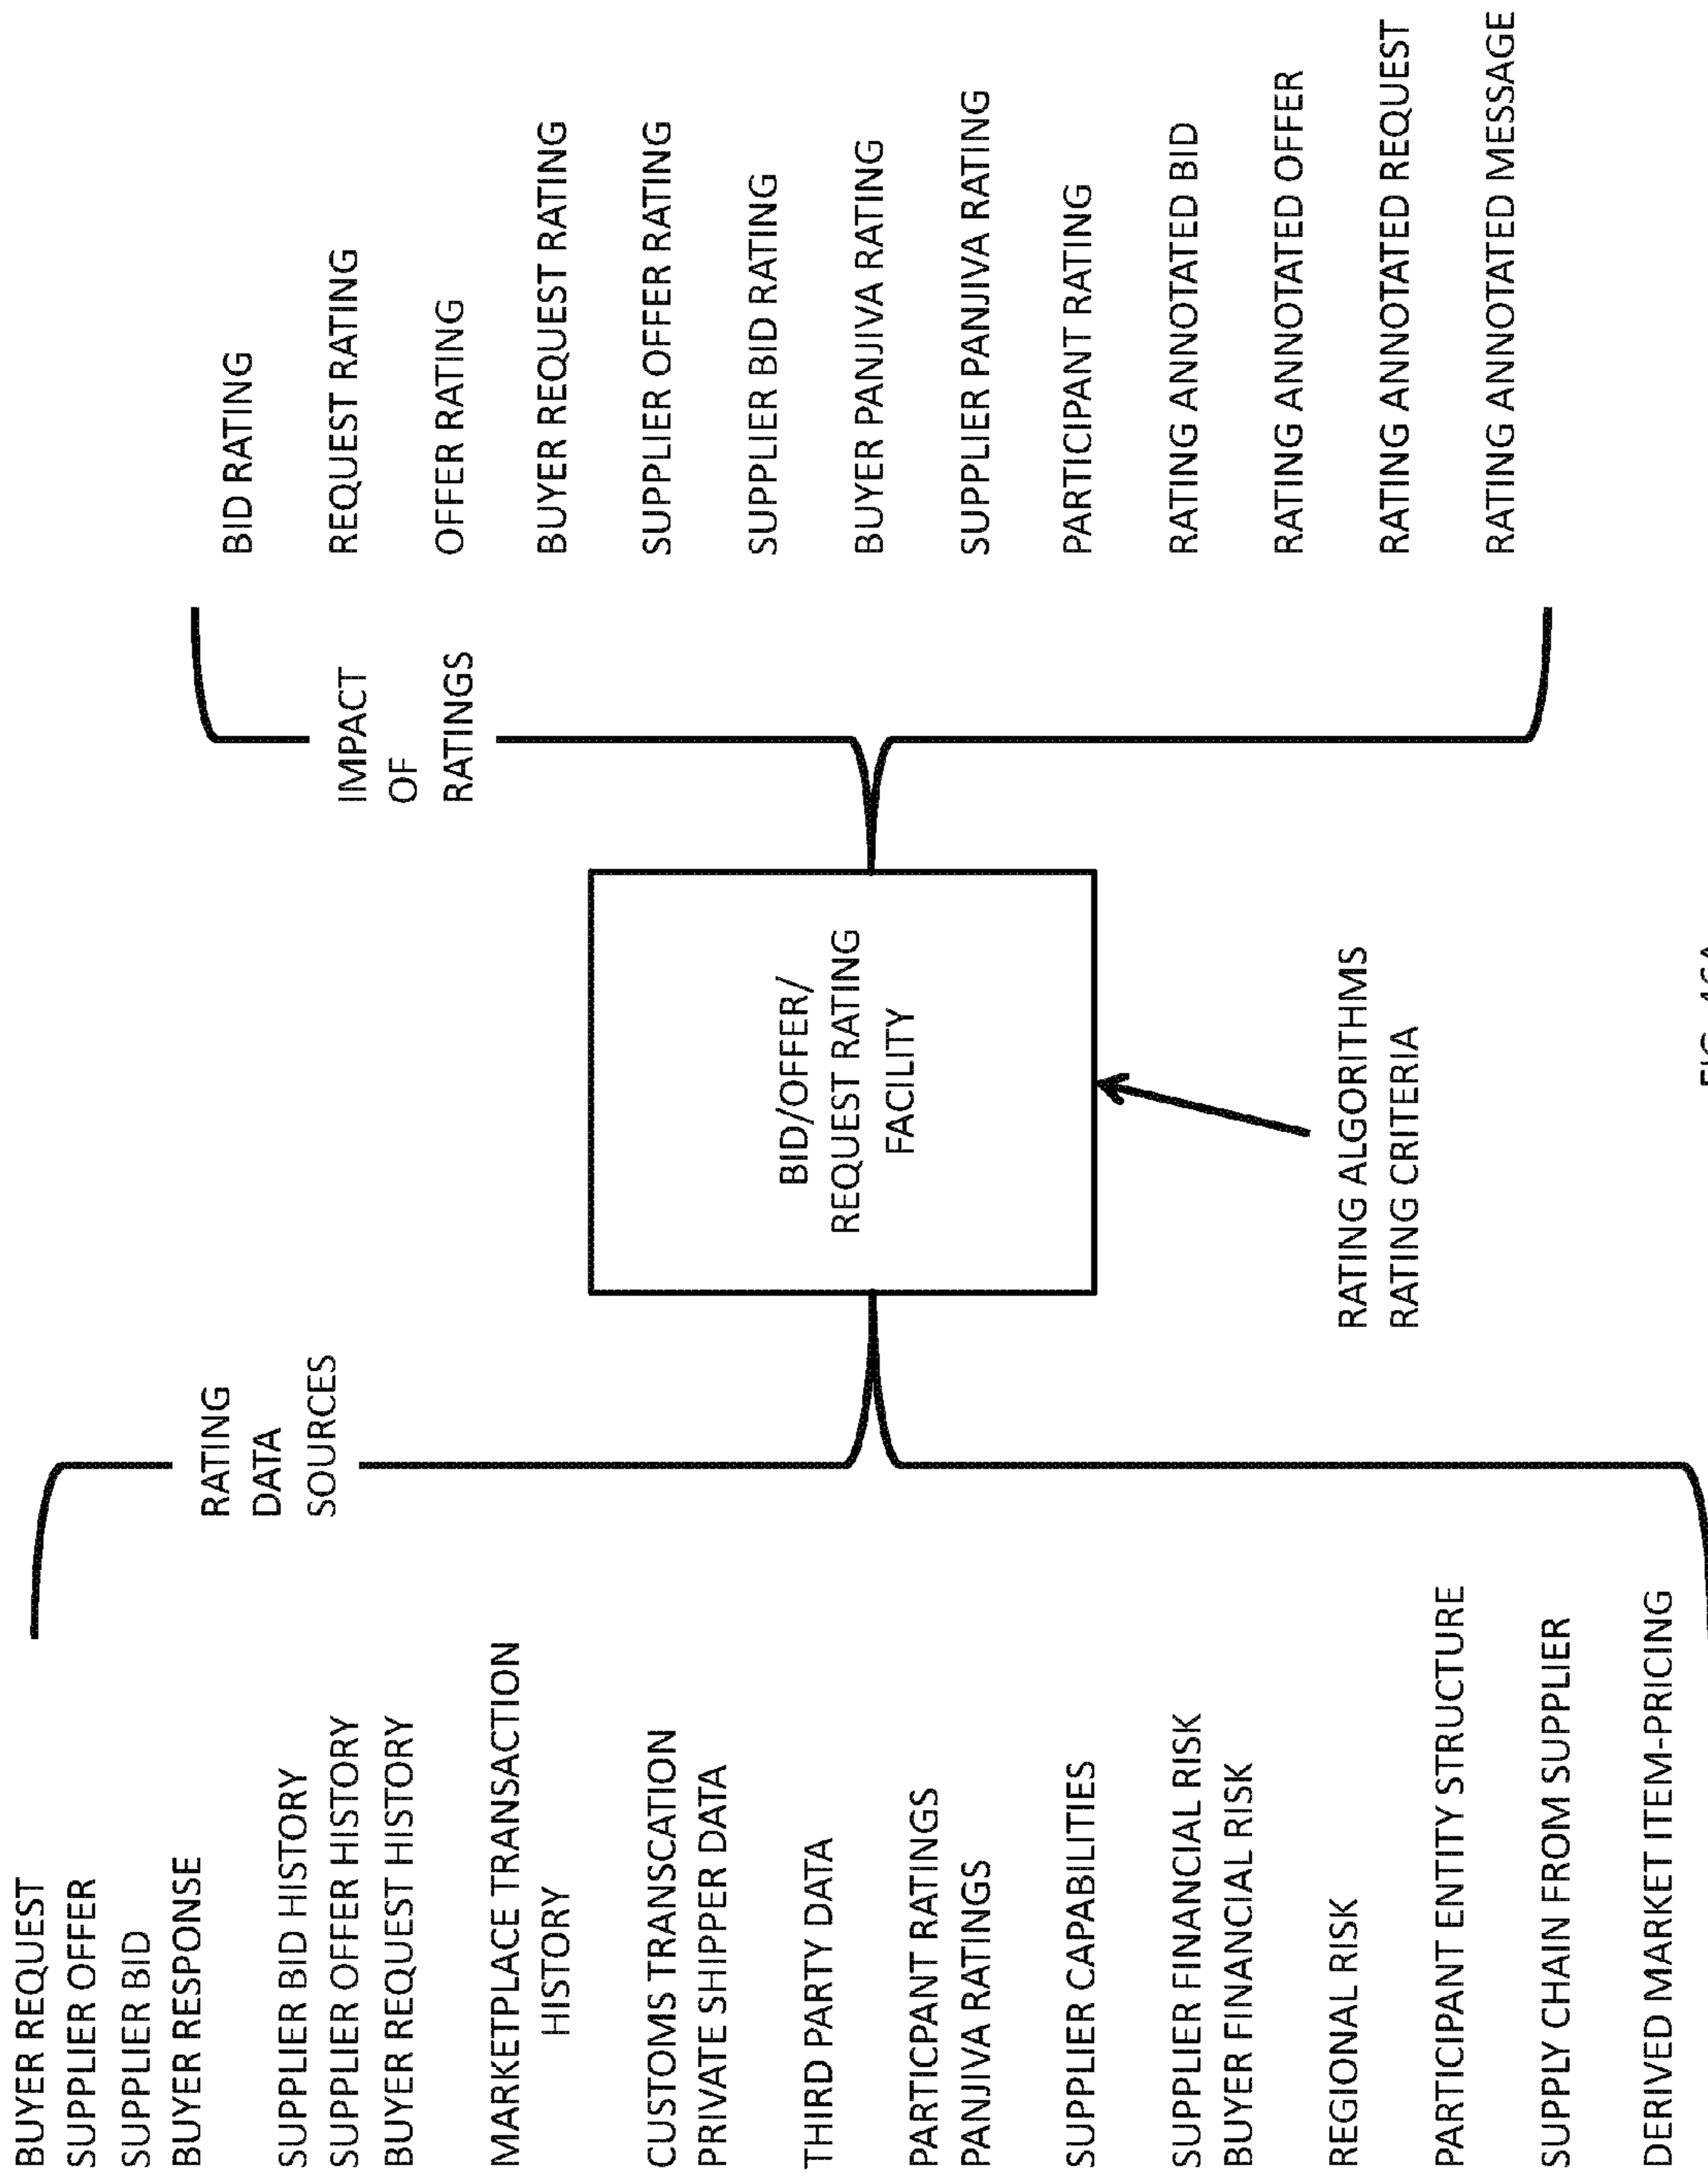 BUYER REQUEST
SUPPLIER OFFER
SUPPLIER BID
BUYER RESPONSE
SUPPLIER BID HISTORY
SUPPLIER OFFER HISTORY
BUYER REQUEST HISTORY
MARKETPLACE TRANSACTION
HISTORY
CUSTOMS TRANSCATION
PRIVATE SHIPPER DATA
THIRD PARTY DATA
PARTICPANT RATINGS
PANJIVA RATINGS
SUPPLIER CAPABILITIES
SUPPLIER FINANCIAL RISK
BUYER FINANCIAL RISK
REGIONAL RISK
PARTICIPANT ENTITY STRUCTURE
SUPPLY CHAIN FROM SUPPLIER
DERIVED MARKET ITEM-PRICING
RATING
DATA
SOURCES
BID/OFFER/
REQUEST RATING
FACILITY
RATING ALGORITHMS
RATING CRITERIA
IMPACT
OF
RATINGS
BID RATING
REQUEST RATING
OFFER RATING
BUYER REQUEST RATING
SUPPLIER OFFER RATING
SUPPLIER BID RATING
BUYER PANJIVA RATING
SUPPLIER PANJIVA RATING
PARTICIPANT RATING
RATING ANNOTATED BID
RATING ANNOTATED OFFER
RATING ANNOTATED REQUEST
RATING ANNOTATED MESSAGE